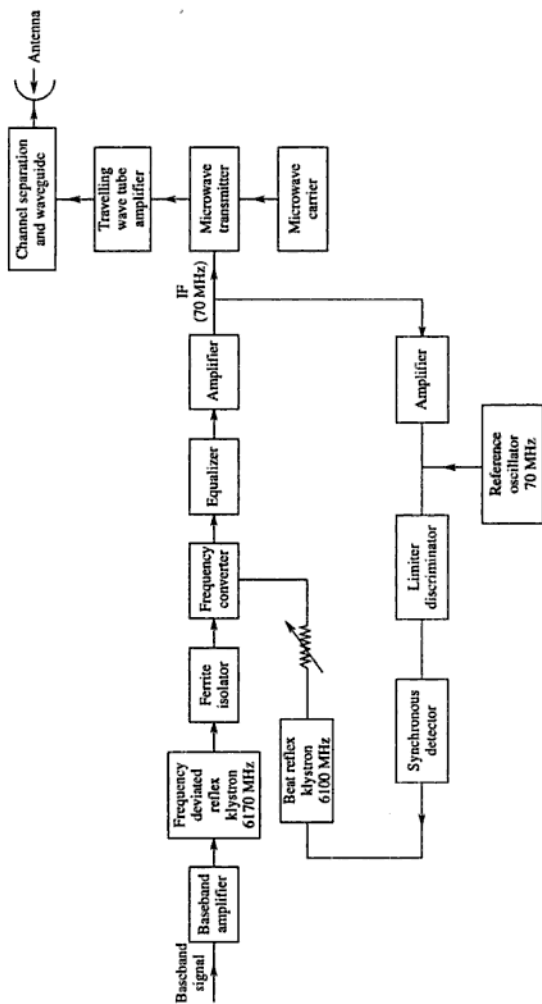 Antenna
Channel separation
and waveguide
Travelling
wave tube
amplifier
Microwave
transmitter
Microwave
carrier
IF
(70 MHz)
Baseband
signal
Baseband
amplifier
Frequency
deviated
reflex
klystron
6170 MHz
Ferrite
isolator
Frequency
converter
Equalizer
Amplifier
Beat reflex
klystron
6100 MHz
Synchronous
detector
Limiter
discriminator
Amplifier
Reference
oscillator
70 MHz